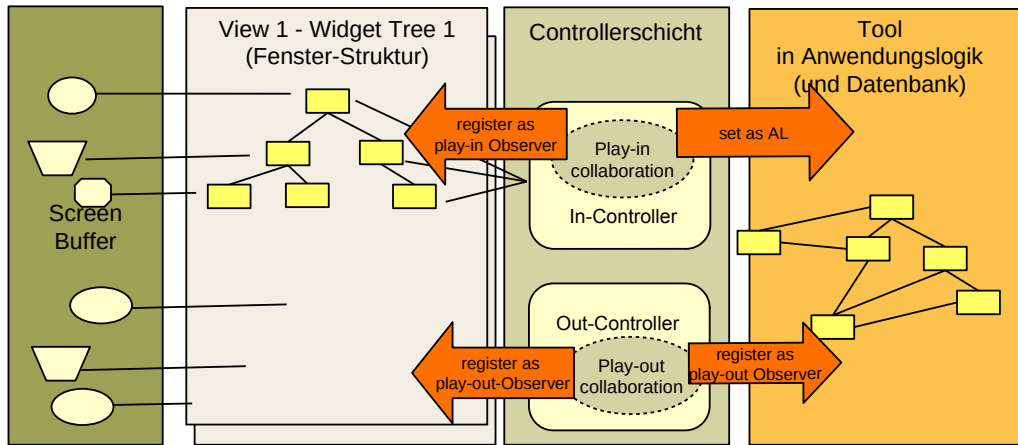 View 1 - Widget Tree 1
(Fenster-Struktur)
Controllerschicht
Tool
in Anwendungslogik
(und Datenbank)
register as
play-in Observer
Play-in
collaboration
set as AL
In-Controller
Screen
Buffer
Out-Controller
register as
play-out-Observer
Play-out
collaboration
register as
play-out Observer